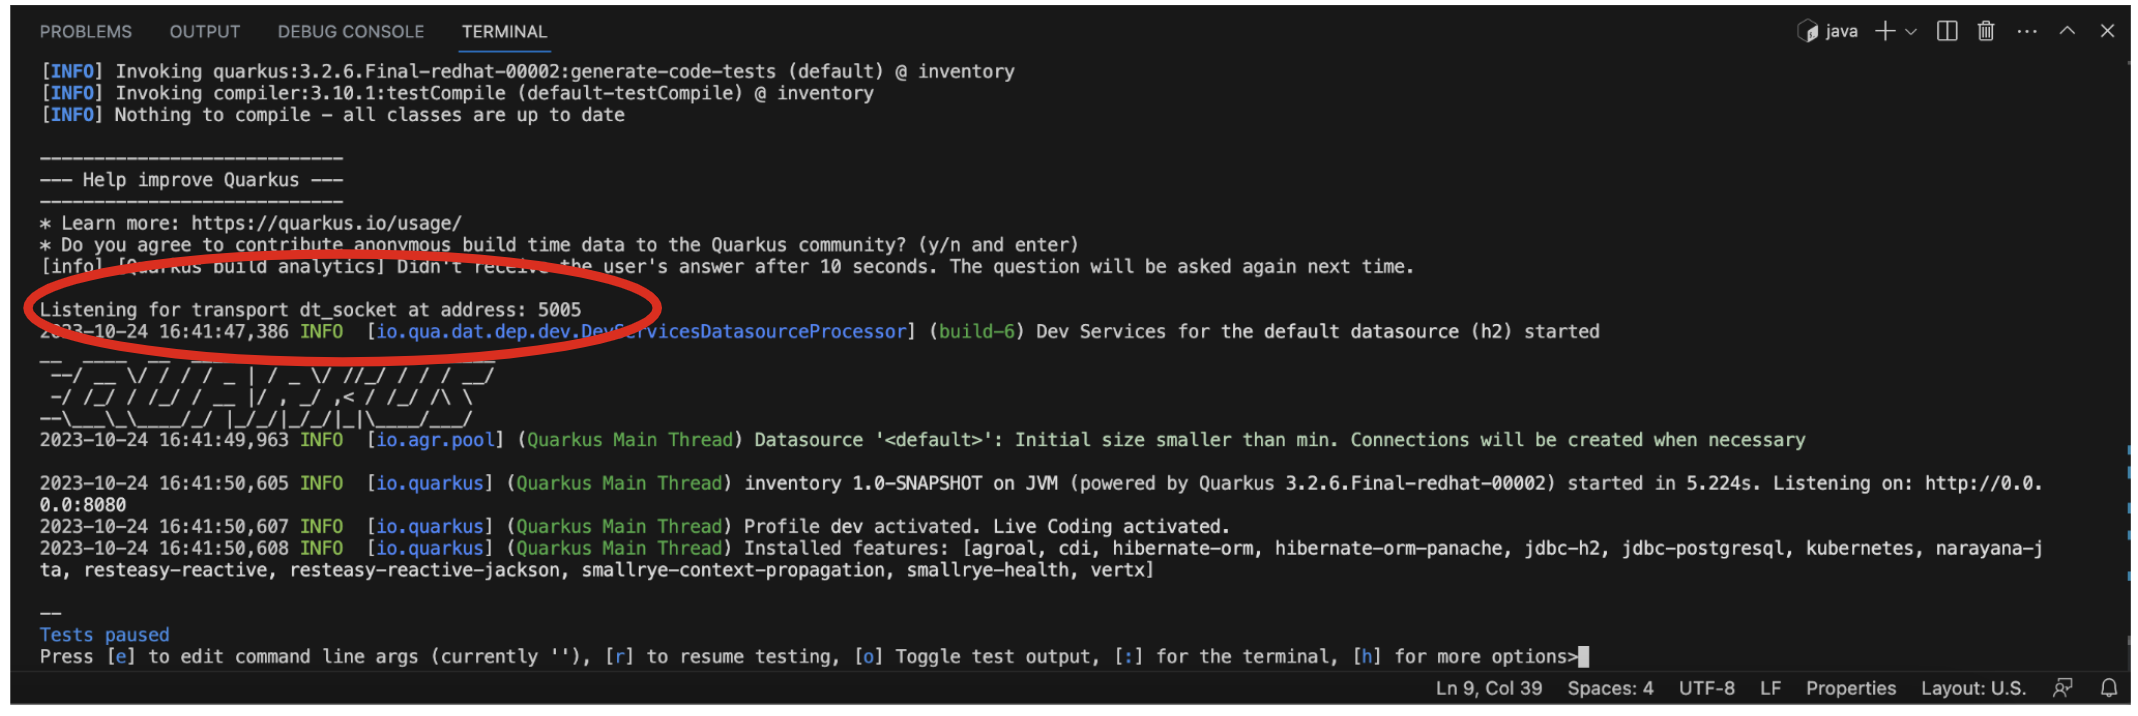 PROBLEMS OUTPUT DEBUG CONSOLE TERMINAL java
[INFO] Invoking quarkus:3.2.6.Final-redhat-00002:generate-code-tests (default) @ inventory
[INFO] Invoking compiler:3.10.1:testCompile (default-testCompile) @ inventory
[INFO] Nothing to compile - all classes are up to date
----------------------------
--- Help improve Quarkus ---
----------------------------
* Learn more: https://quarkus.io/usage/
* Do you agree to contribute anonymous build time data to the Quarkus community? (y/n and enter)
[info] [Quarkus build analytics] Didn't receive the user's answer after 10 seconds. The question will be asked again next time.
Listening for transport dt_socket at address: 5005
2023-10-24 16:41:47,386 INFO [io.qua.dat.dep.dev.DevServicesDatasourceProcessor] (build-6) Dev Services for the default datasource (h2) started
QUARKUS
2023-10-24 16:41:49,963 INFO [io.agr.pool] (Quarkus Main Thread) Datasource '<default>': Initial size smaller than min. Connections will be created when necessary
2023-10-24 16:41:50,605 INFO [io.quarkus] (Quarkus Main Thread) inventory 1.0-SNAPSHOT on JVM (powered by Quarkus 3.2.6.Final-redhat-00002) started in 5.224s. Listening on: http://0.0.
0.0:8080
2023-10-24 16:41:50,607 INFO [io.quarkus] (Quarkus Main Thread) Profile dev activated. Live Coding activated.
2023-10-24 16:41:50,608 INFO [io.quarkus] (Quarkus Main Thread) Installed features: [agroal, cdi, hibernate-orm, hibernate-orm-panache, jdbc-h2, jdbc-postgresql, kubernetes, narayana-j
ta, resteasy-reactive, resteasy-reactive-jackson, smallrye-context-propagation, smallrye-health, vertx]
--
Tests paused
Press [e] to edit command line args (currently ''), [r] to resume testing, [o] Toggle test output, [:] for the terminal, [h] for more options>
Ln 9, Col 39 Spaces: 4 UTF-8 LF Properties Layout: U.S.